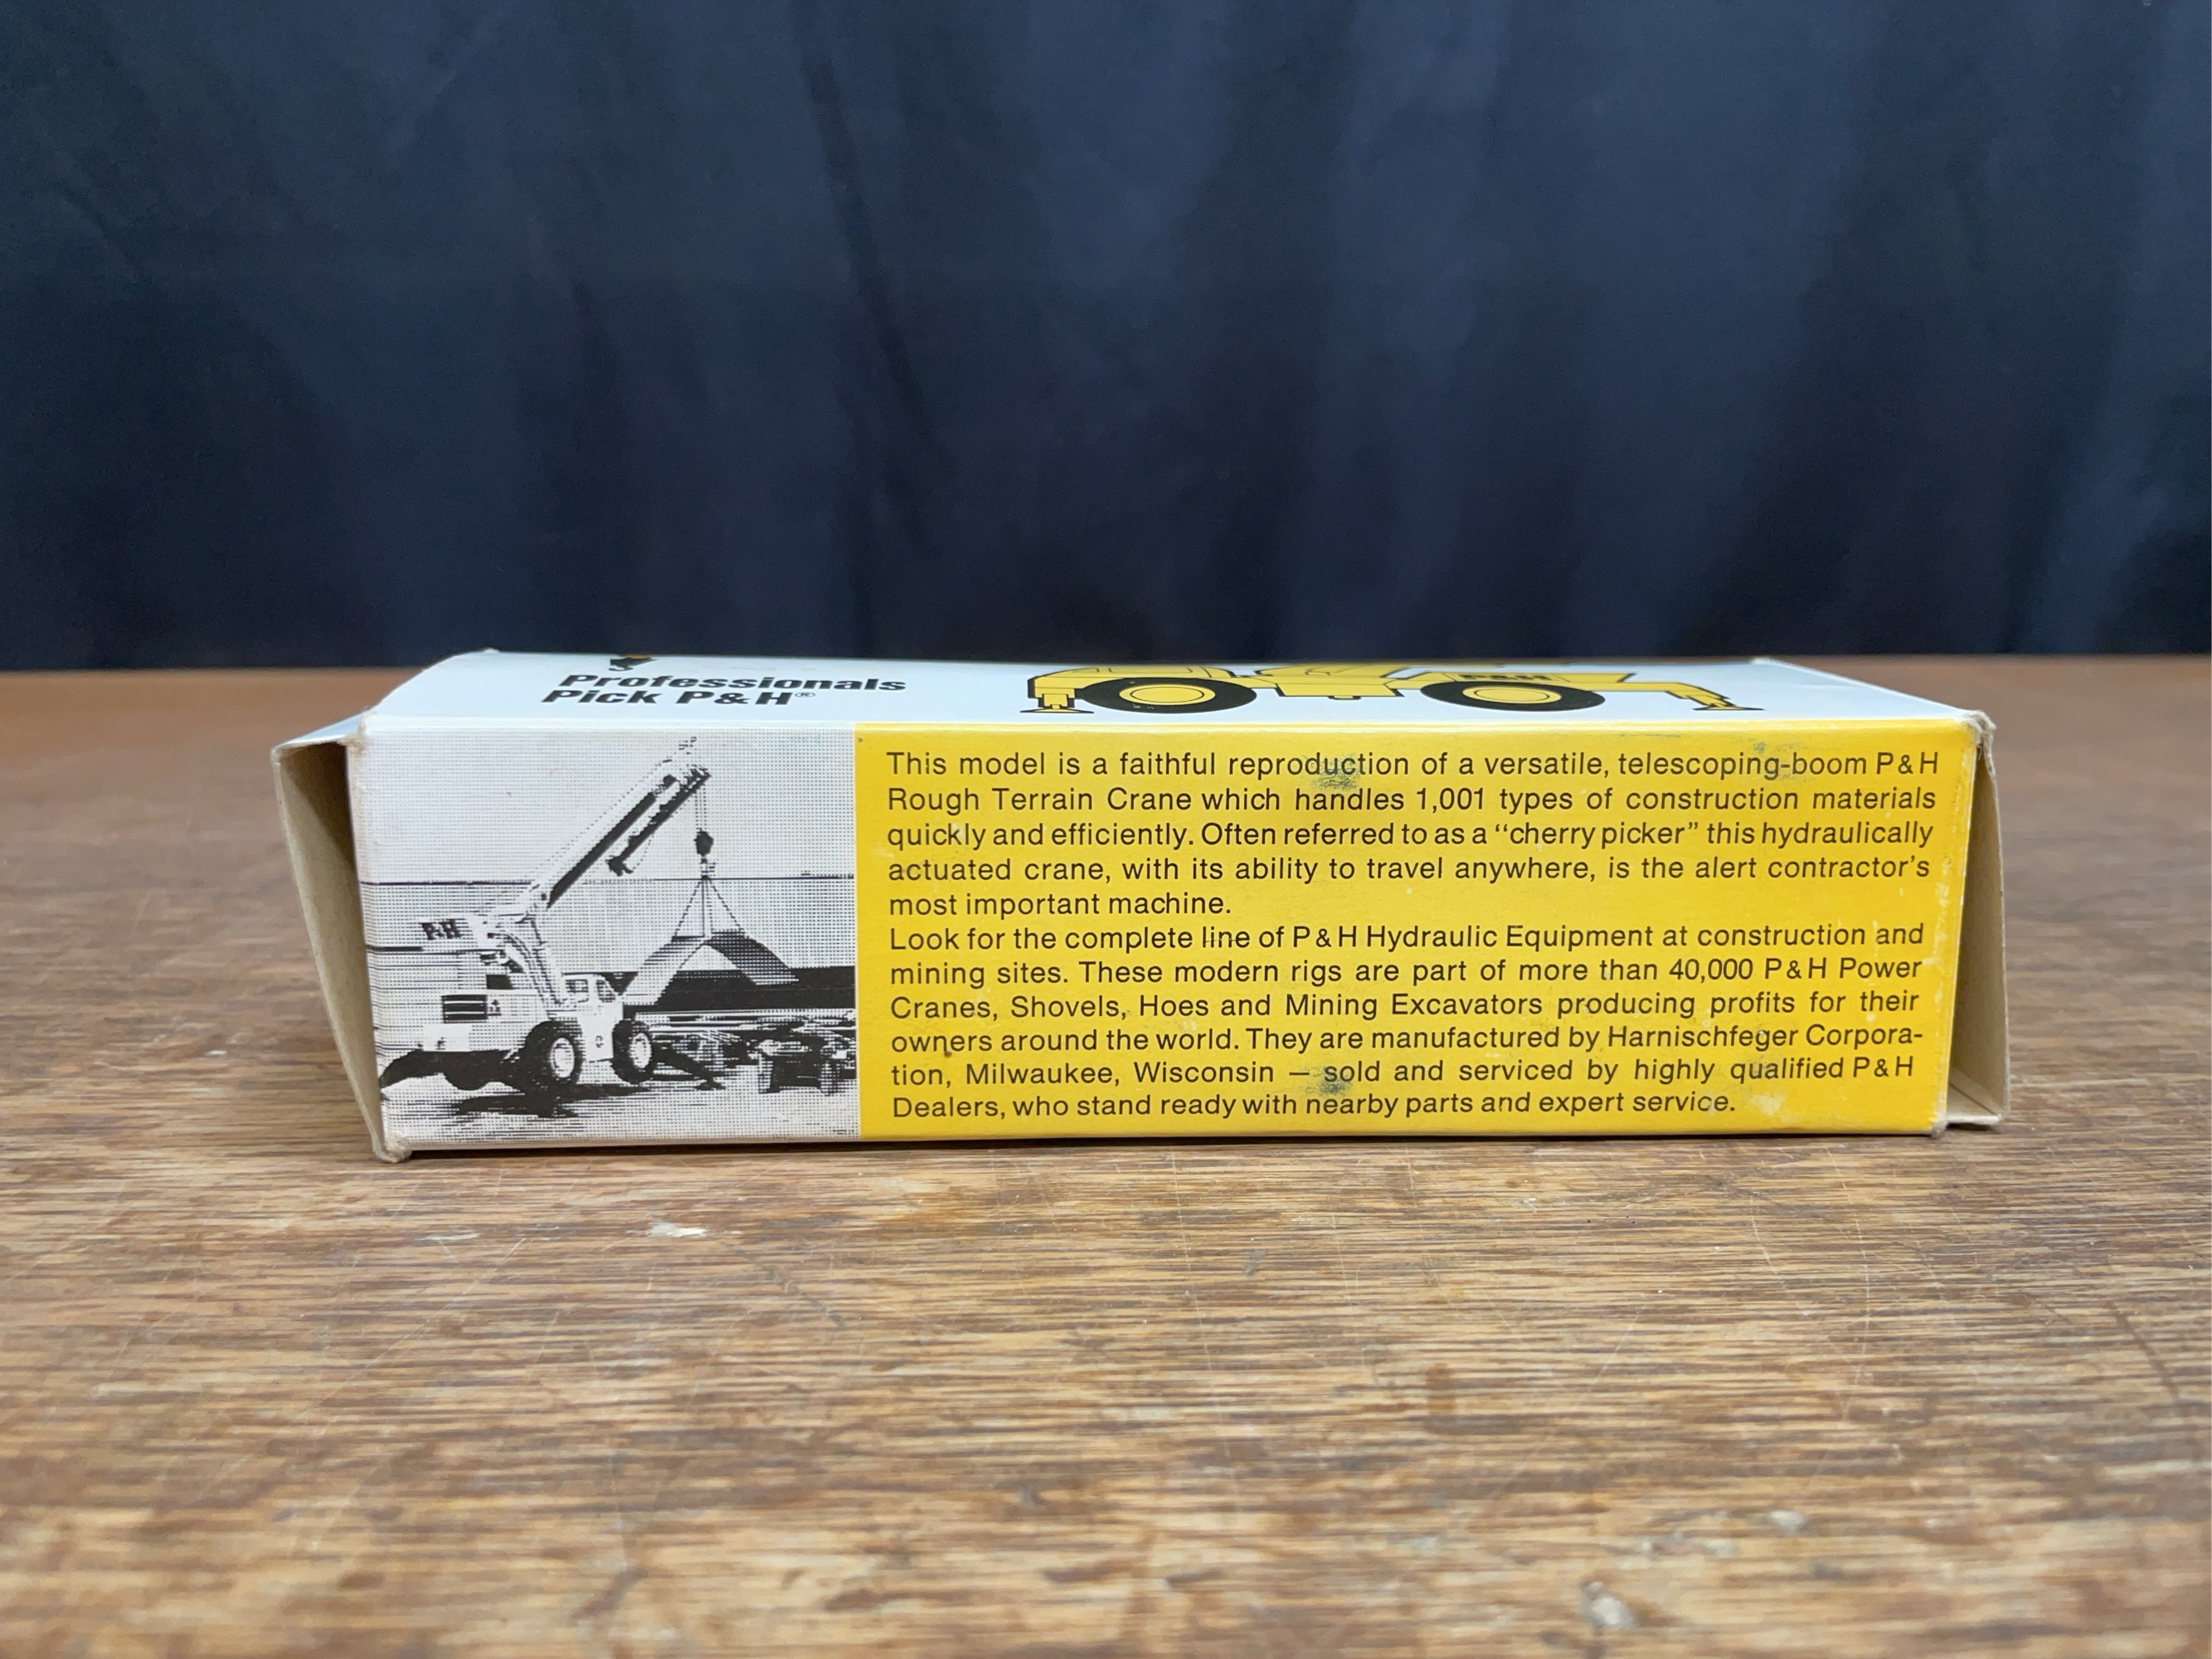 Professionals
Pick P&H®
P&H
P&H
This model is a faithful reproduction of a versatile, telescoping-boom P&H
Rough Terrain Crane which handles 1,001 types of construction materials
quickly and efficiently. Often referred to as a “cherry picker” this hydraulically
actuated crane, with its ability to travel anywhere, is the alert contractor's
most important machine.
Look for the complete line of P&H Hydraulic Equipment at construction and
mining sites. These modern rigs are part of more than 40,000 P&H Power
Cranes, Shovels, Hoes and Mining Excavators producing profits for their
owners around the world. They are manufactured by Harnischfeger Corpora-
tion, Milwaukee, Wisconsin — sold and serviced by highly qualified P&H
Dealers, who stand ready with nearby parts and expert service.